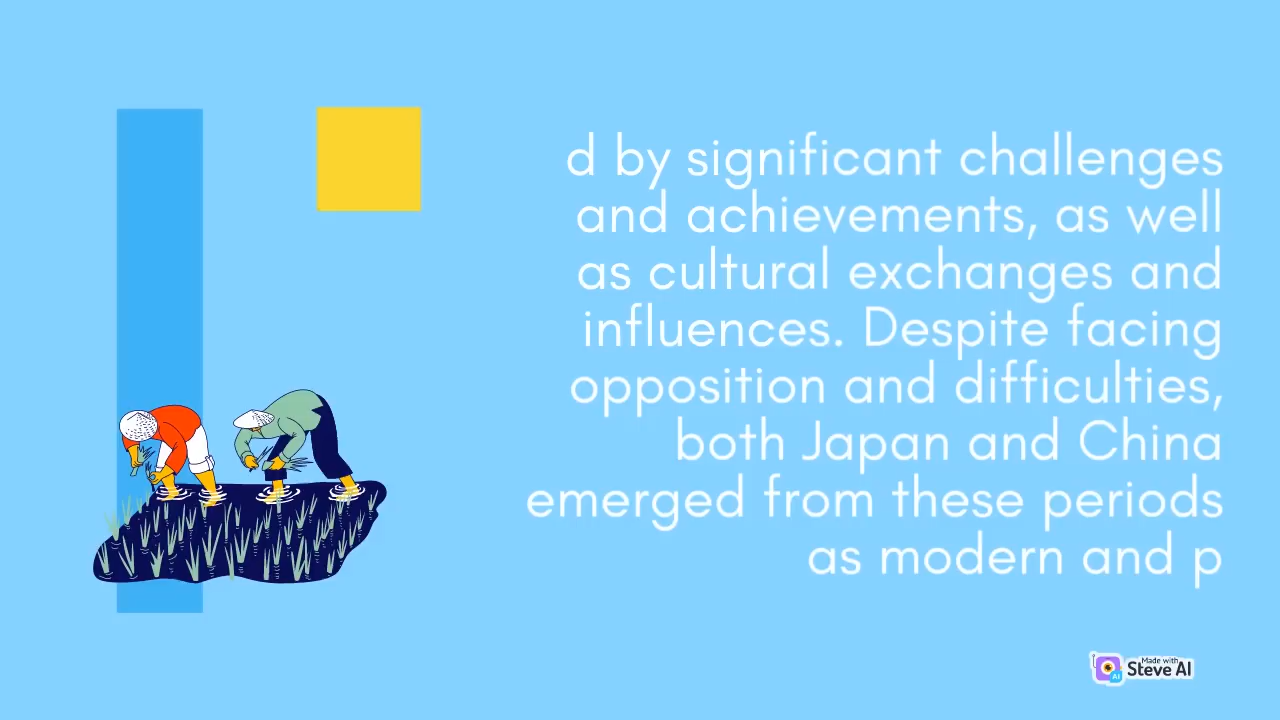 d by significant challenges
and achievements, as well
as cultural exchanges and
influences. Despite facing
opposition and difficulties,
both Japan and China
emerged from these periods
as modern and p
Made with
Steve AI